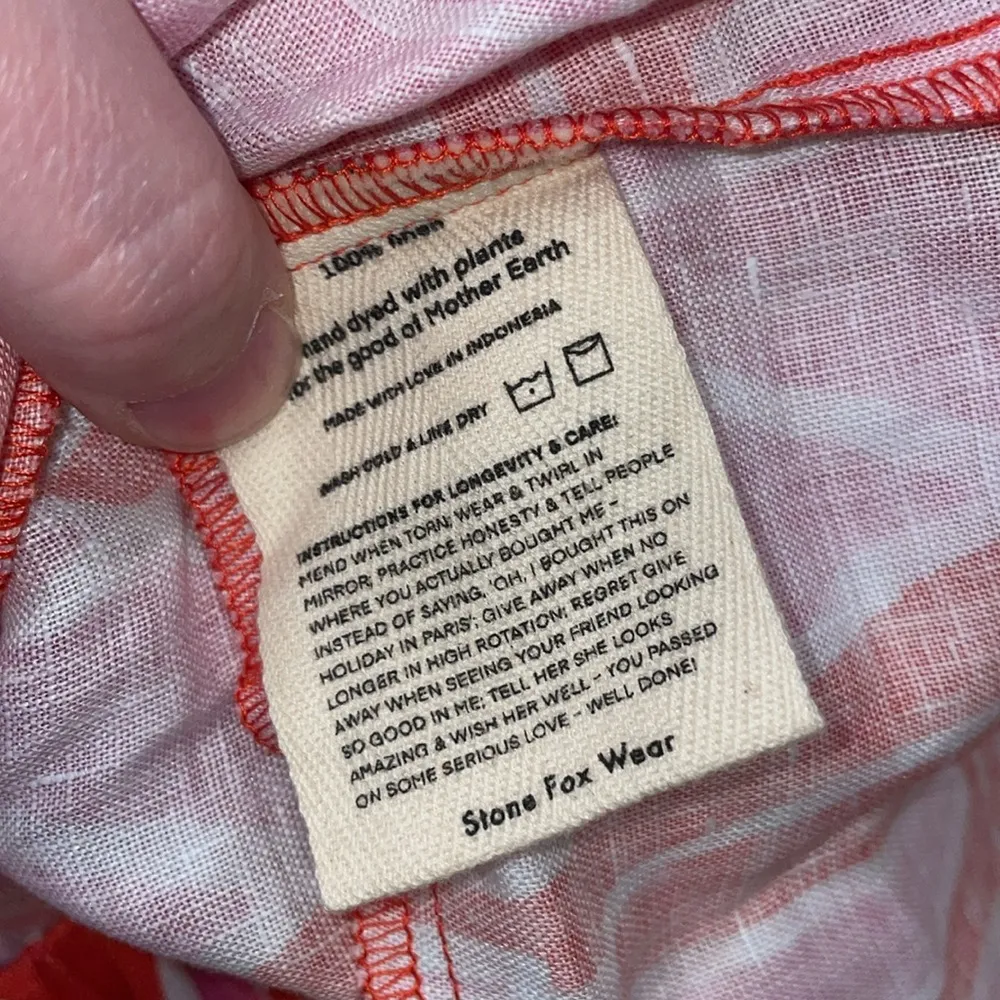 100% linen
hand dyed with plants
for the good of Mother Earth
MADE WITH LOVE IN INDONESIA
WASH COLD & LINE DRY
INSTRUCTIONS FOR LONGEVITY & CARE:
MEND WHEN TORN; WEAR & TWIRL IN
MIRROR; PRACTICE HONESTY & TELL PEOPLE
WHERE YOU ACTUALLY BOUGHT ME -
INSTEAD OF SAYING, 'OH, I BOUGHT THIS ON
HOLIDAY IN PARIS'; GIVE AWAY WHEN NO
LONGER IN HIGH ROTATION; REGRET GIVE
AWAY WHEN SEEING YOUR FRIEND LOOKING
SO GOOD IN ME; TELL HER SHE LOOKS
AMAZING & WISH HER WELL - YOU PASSED
ON SOME SERIOUS LOVE - WELL DONE!
Stone Fox Wear